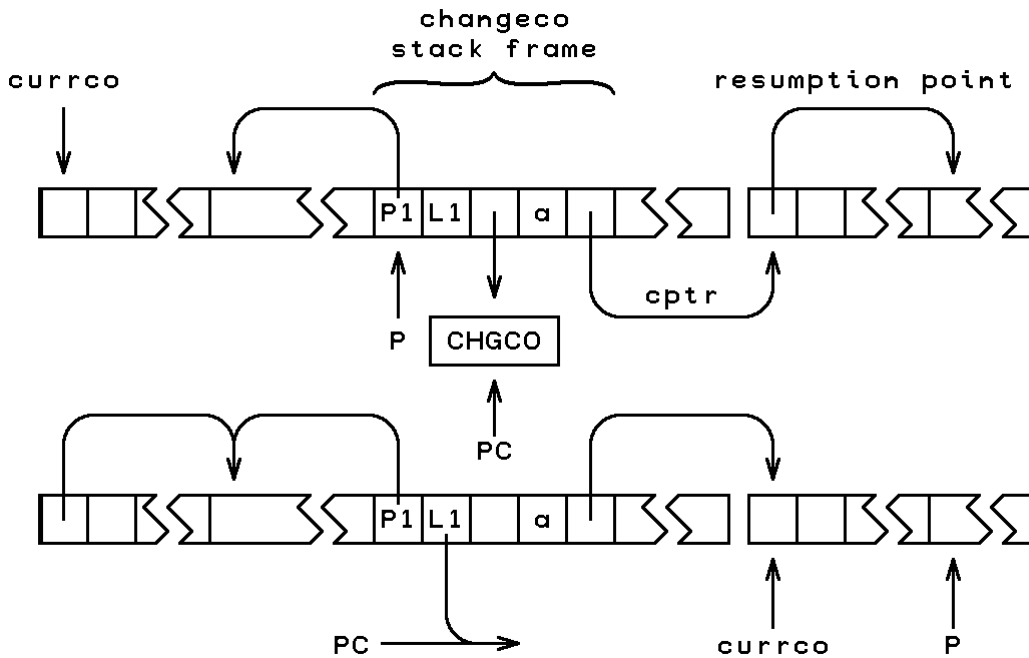 changeco
stack frame
currco
resumption point
P1 L1 a
cptr
P
CHGCO
PC
P1 L1 a
PC
currco
P